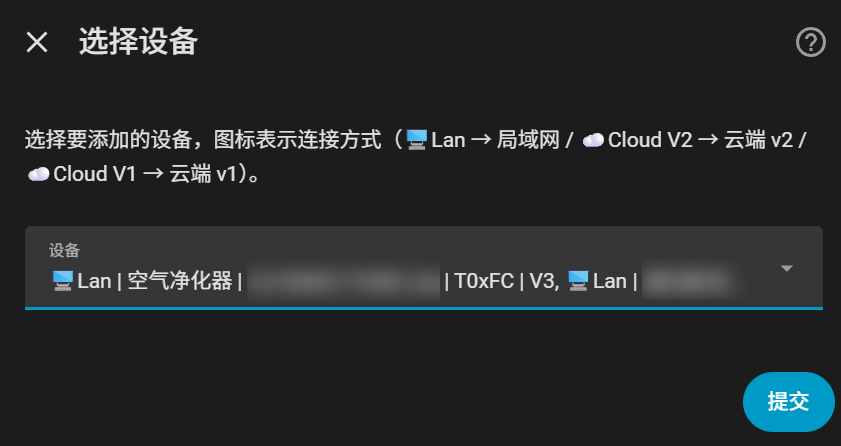 选择设备
选择要添加的设备，图标表示连接方式（🖥️Lan → 局域网 / ☁️Cloud V2 → 云端 v2 /
☁️Cloud V1 → 云端 v1）。
设备
🖥️Lan | 空气净化器 | | T0xFC | V3, 🖥️Lan |
提交